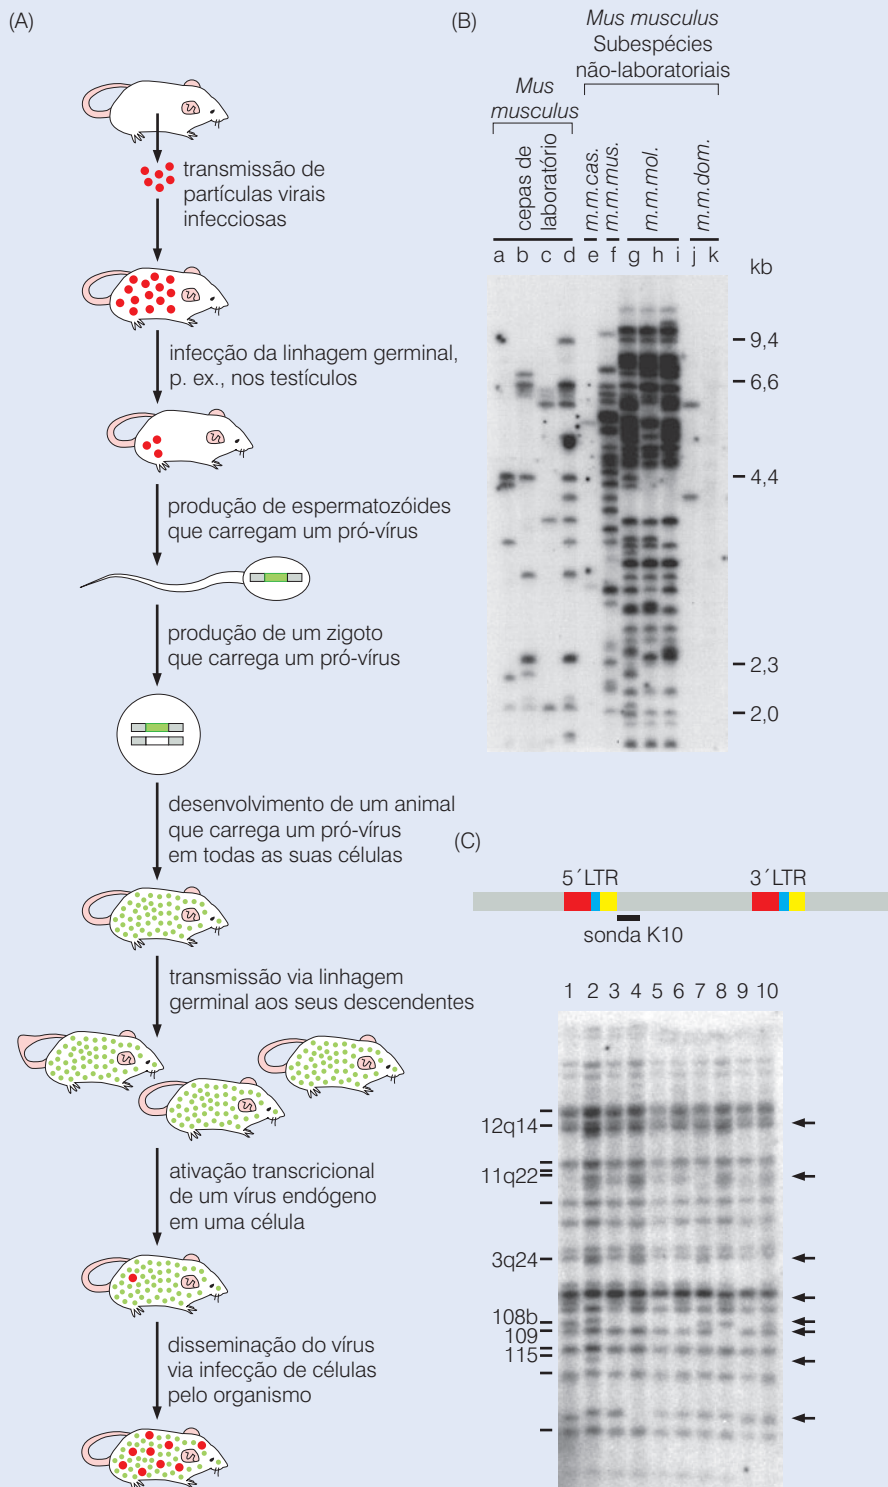 (A)
transmissão de
partículas virais
infecciosas
infecção da linhagem germinal,
p. ex., nos testículos
produção de espermatozóides
que carregam um pró-vírus
produção de um zigoto
que carrega um pró-vírus
desenvolvimento de um animal
que carrega um pró-vírus
em todas as suas células
transmissão via linhagem
germinal aos seus descendentes
ativação transcricional
de um vírus endógeno
em uma célula
disseminação do vírus
via infecção de células
pelo organismo
(B)
Mus musculus
Subespécies
não-laboratoriais
Mus
musculus
cepas de
laboratório
m.m.cas.
m.m.mus.
m.m.mol.
m.m.dom.
a b c d e f g h i j k
kb
9,4
6,6
4,4
2,3
2,0
(C)
5´LTR 3´LTR
sonda K10
1 2 3 4 5 6 7 8 9 10
12q14
11q22
3q24
108b
109
115